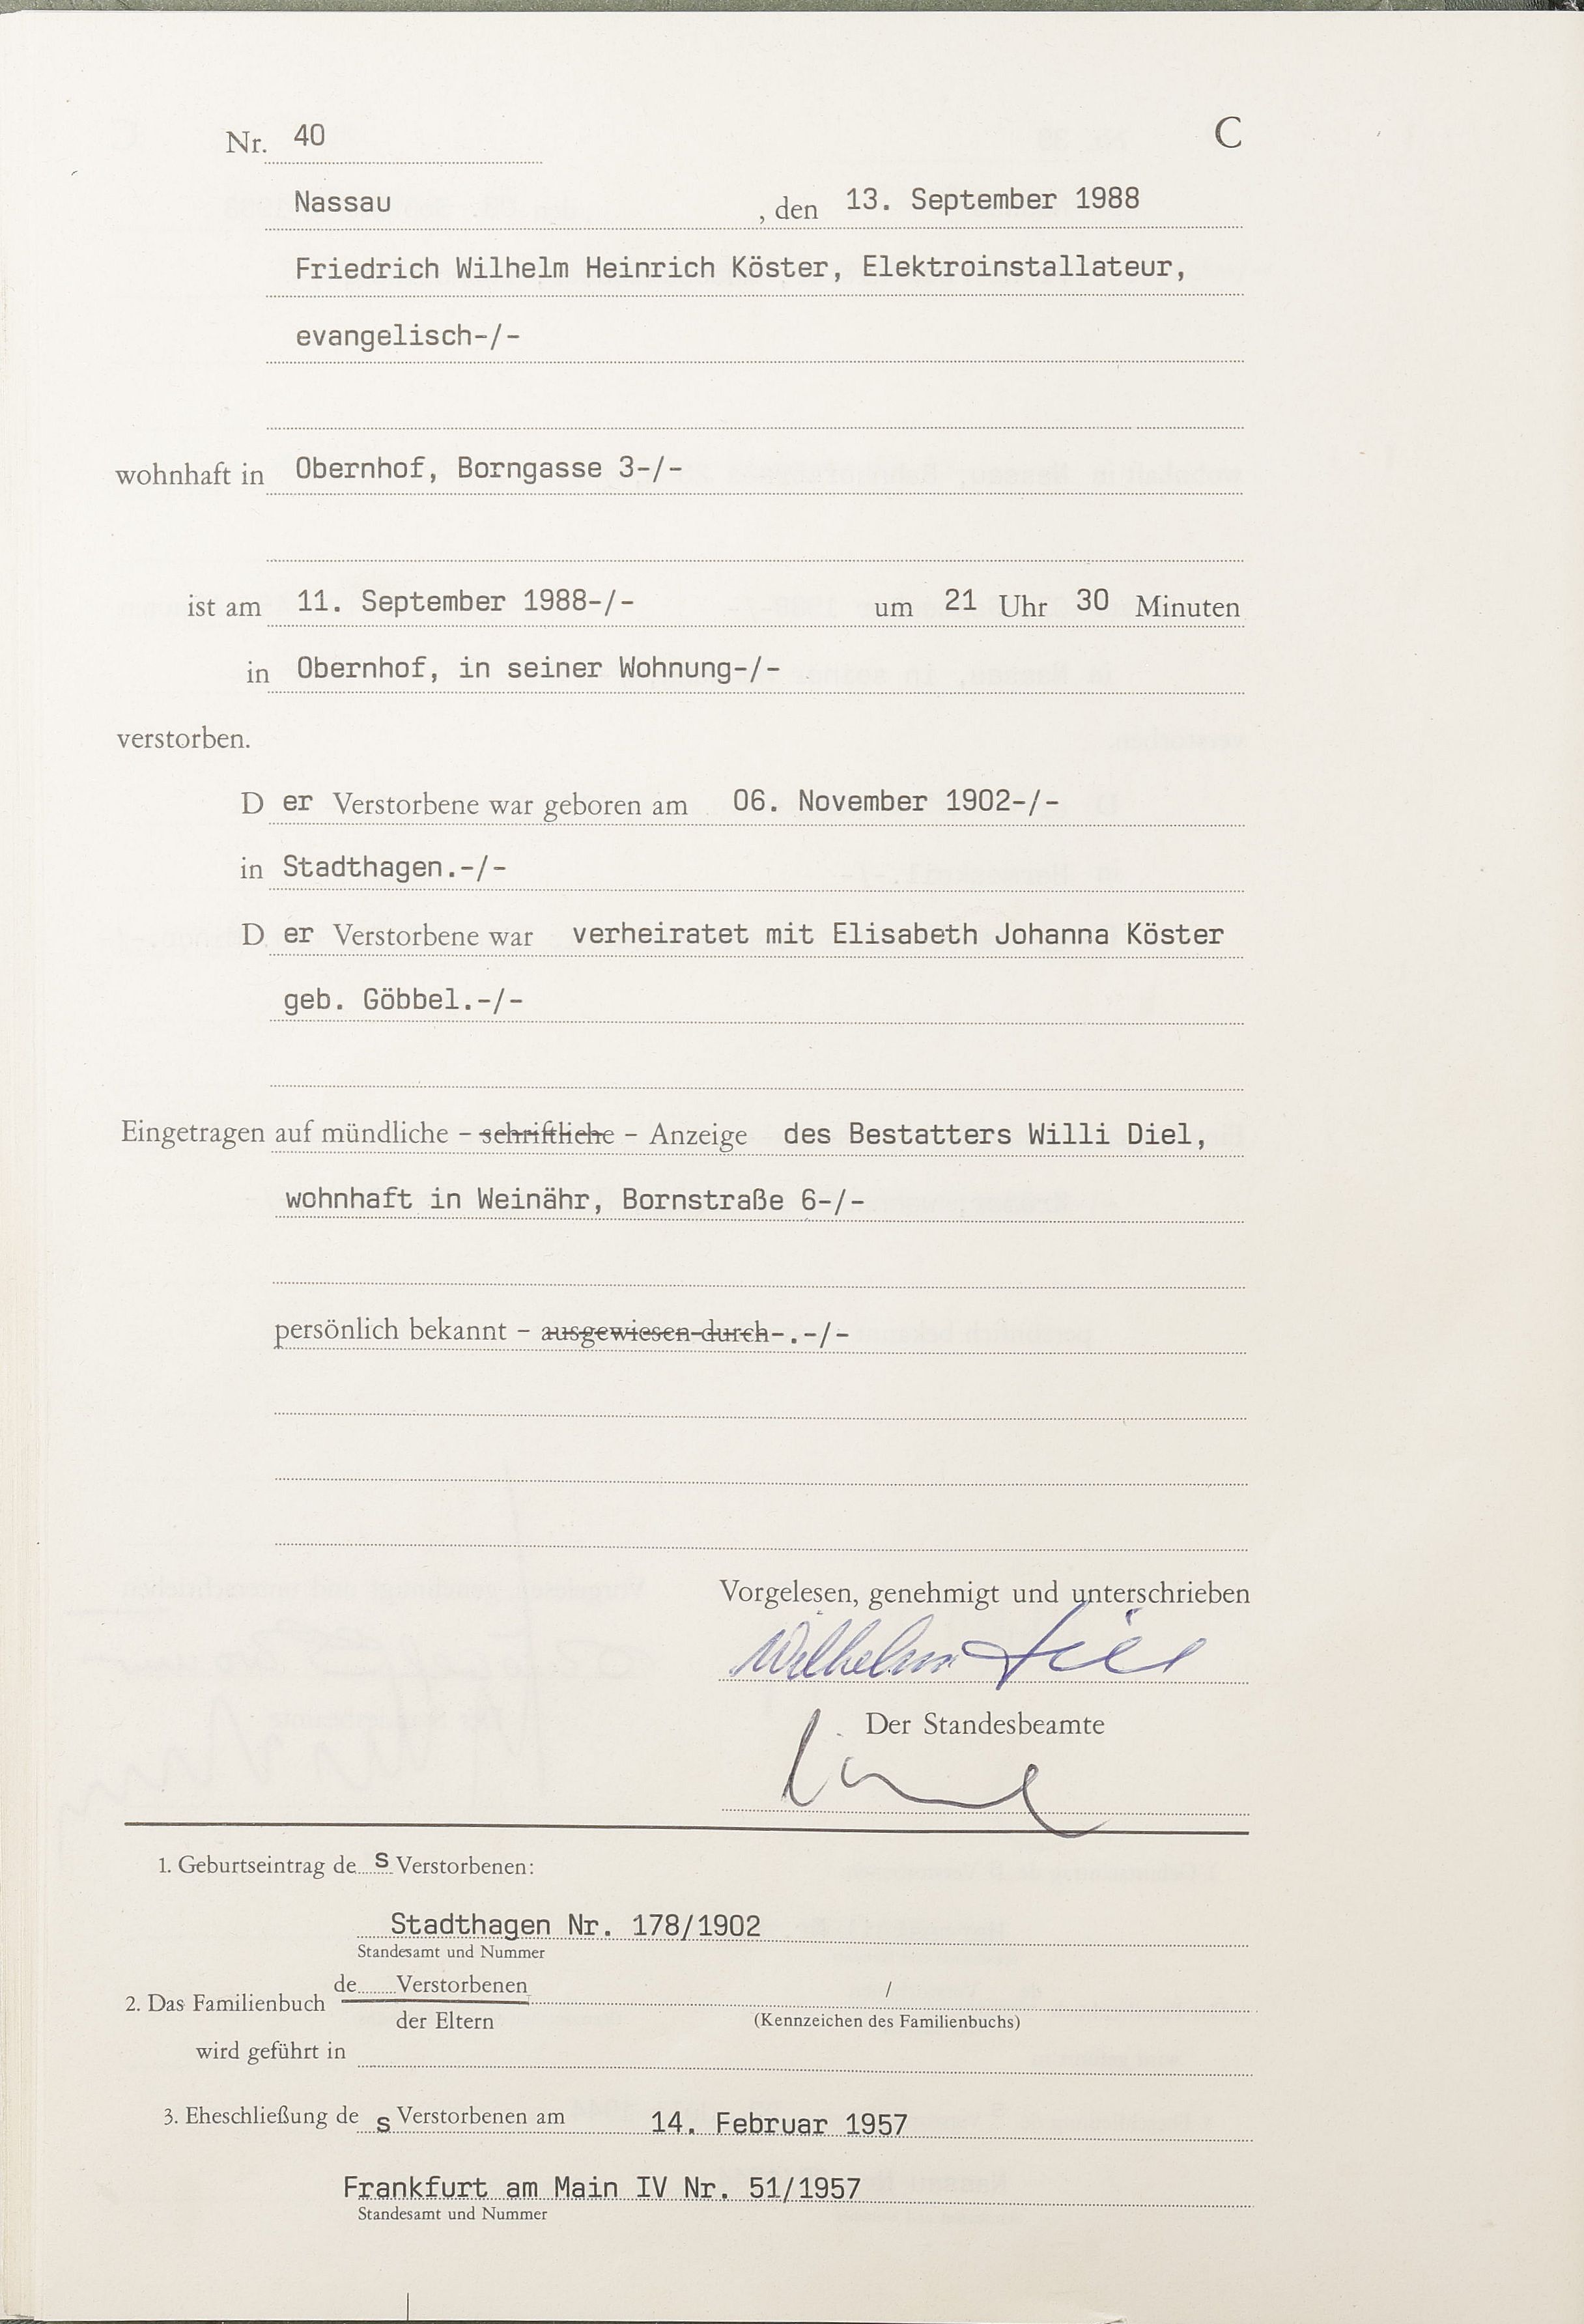 Nr. 40 C
Nassau , den 13. September 1988
Friedrich Wilhelm Heinrich Köster, Elektroinstallateur,
evangelisch-/-
wohnhaft in Obernhof, Borngasse 3-/-
ist am 11. September 1988-/- um 21 Uhr 30 Minuten
in Obernhof, in seiner Wohnung-/-
verstorben.
D er Verstorbene war geboren am 06. November 1902-/-
in Stadthagen.-/-
D er Verstorbene war verheiratet mit Elisabeth Johanna Köster
geb. Göbbel.-/-
Eingetragen auf mündliche – schriftliche – Anzeige des Bestatters Willi Diel,
wohnhaft in Weinähr, Bornstraße 6-/-
persönlich bekannt – ausgewiesen durch-.-/-
Vorgelesen, genehmigt und unterschrieben
Wilhelm Diel
Der Standesbeamte
1. Geburtseintrag de s Verstorbenen:
Stadthagen Nr. 178/1902
Standesamt und Nummer
de Verstorbenen /
2. Das Familienbuch
der Eltern (Kennzeichen des Familienbuchs)
wird geführt in
3. Eheschließung de s Verstorbenen am 14. Februar 1957
Frankfurt am Main IV Nr. 51/1957
Standesamt und Nummer